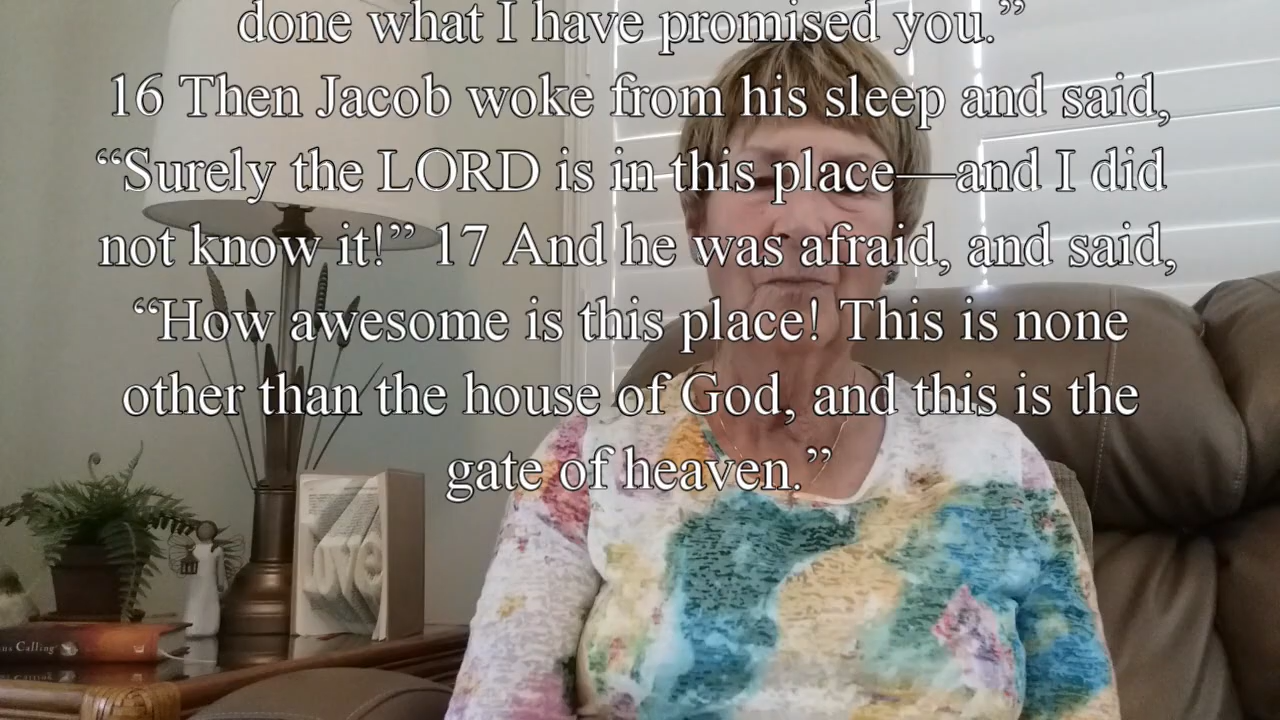 done what I have promised you.”
16 Then Jacob woke from his sleep and said,
“Surely the LORD is in this place—and I did
not know it!” 17 And he was afraid, and said,
“How awesome is this place! This is none
other than the house of God, and this is the
gate of heaven.”
love
Calling